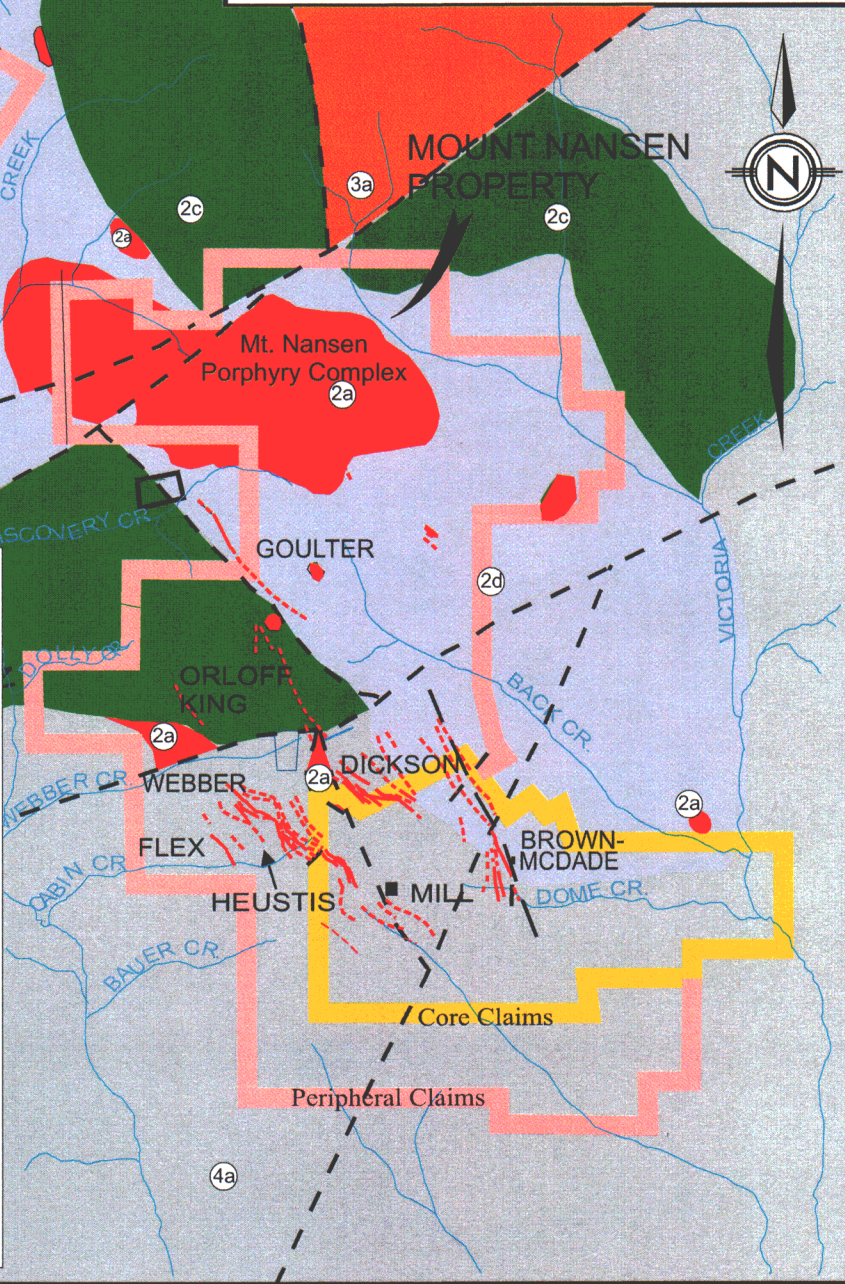 MOUNT NANSEN
PROPERTY
N
CREEK
3a
2c
2c
2a
Mt. Nansen
Porphyry Complex
2a
CREEK
ISCOVERY CR.
GOULTER
2d
VICTORIA
DOLLY CR.
ORLOFF
KING
BACK CR.
2a
DICKSON
2a
WEBBER
WEBBER CR.
2a
FLEX
BROWN-
MCDADE
CABIN CR.
HEUSTIS
MILL
DOME CR.
BAUER CR.
Core Claims
Peripheral Claims
4a